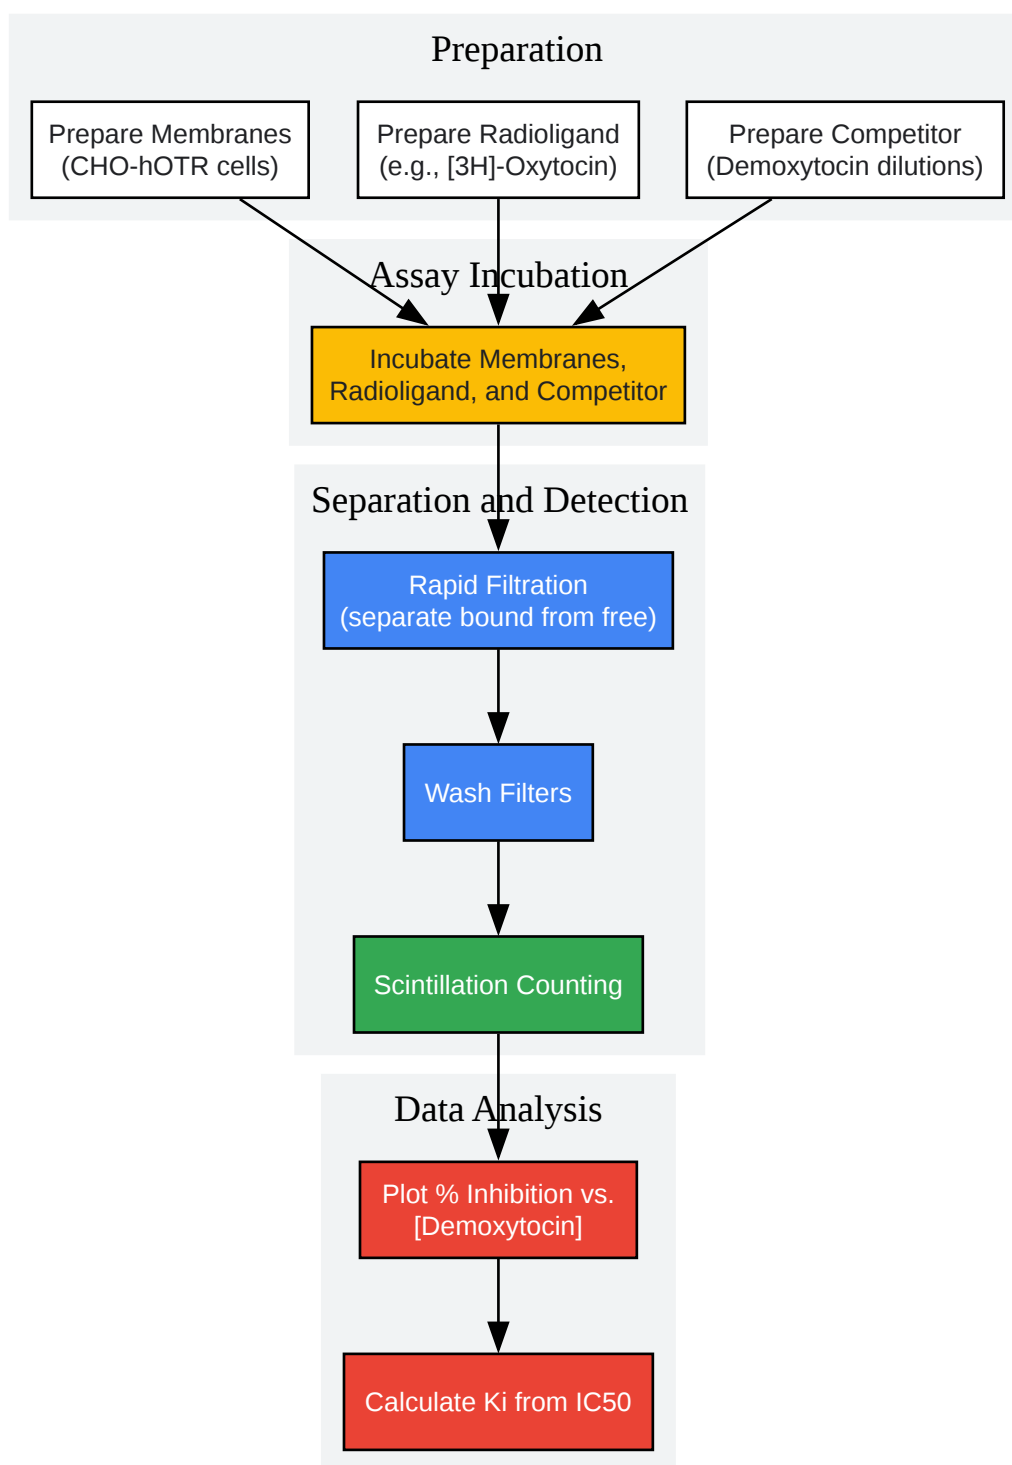 Preparation
Prepare Membranes
(CHO-hOTR cells)
Prepare Radioligand
(e.g., [3H]-Oxytocin)
Prepare Competitor
(Demoxytocin dilutions)
Assay Incubation
Incubate Membranes,
Radioligand, and Competitor
Separation and Detection
Rapid Filtration
(separate bound from free)
Wash Filters
Scintillation Counting
Data Analysis
Plot % Inhibition vs.
[Demoxytocin]
Calculate Ki from IC50